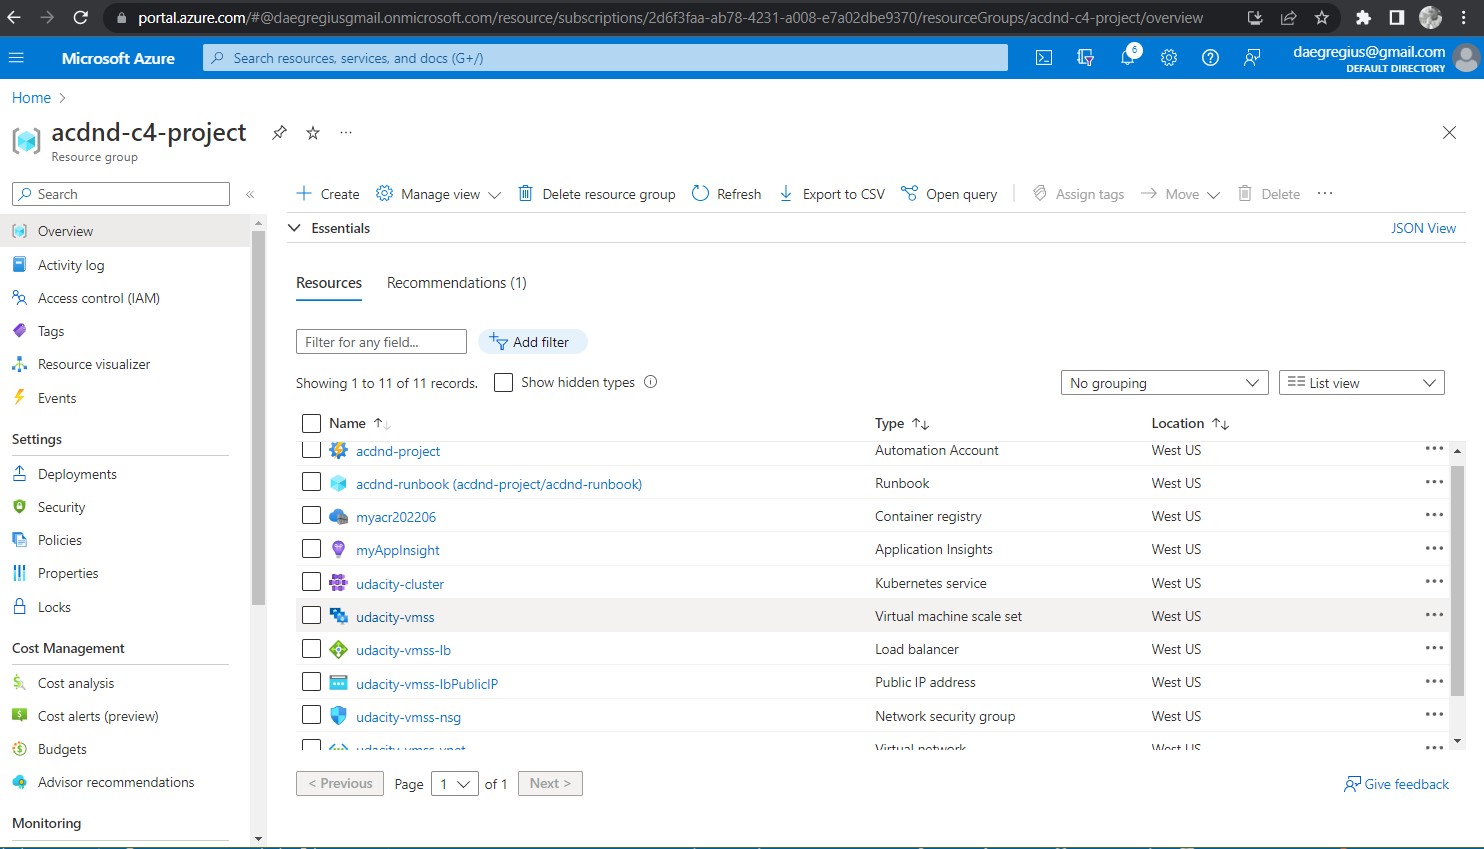 portal.azure.com/#@daegregiusgmail.onmicrosoft.com/resource/subscriptions/2d6f3faa-ab78-4231-a008-e7a02dbe9370/resourceGroups/acdnd-c4-project/overview
Microsoft Azure
Search resources, services, and docs (G+/)
6
daegregius@gmail.com
DEFAULT DIRECTORY
Home
acdnd-c4-project
Resource group
Search
Create
Manage view
Delete resource group
Refresh
Export to CSV
Open query
Assign tags
Move
Delete
Overview
Activity log
Access control (IAM)
Tags
Resource visualizer
Events
Settings
Deployments
Security
Policies
Properties
Locks
Cost Management
Cost analysis
Cost alerts (preview)
Budgets
Advisor recommendations
Monitoring
Essentials
JSON View
Resources Recommendations (1)
Filter for any field...
Add filter
Showing 1 to 11 of 11 records.
Show hidden types
No grouping
List view
Name Type Location
acdnd-project Automation Account West US
acdnd-runbook (acdnd-project/acdnd-runbook) Runbook West US
myacr202206 Container registry West US
myAppInsight Application Insights West US
udacity-cluster Kubernetes service West US
udacity-vmss Virtual machine scale set West US
udacity-vmss-lb Load balancer West US
udacity-vmss-lbPublicIP Public IP address West US
udacity-vmss-nsg Network security group West US
udacity-vmss-vnet Virtual network West US
< Previous Page 1 of 1 Next >
Give feedback